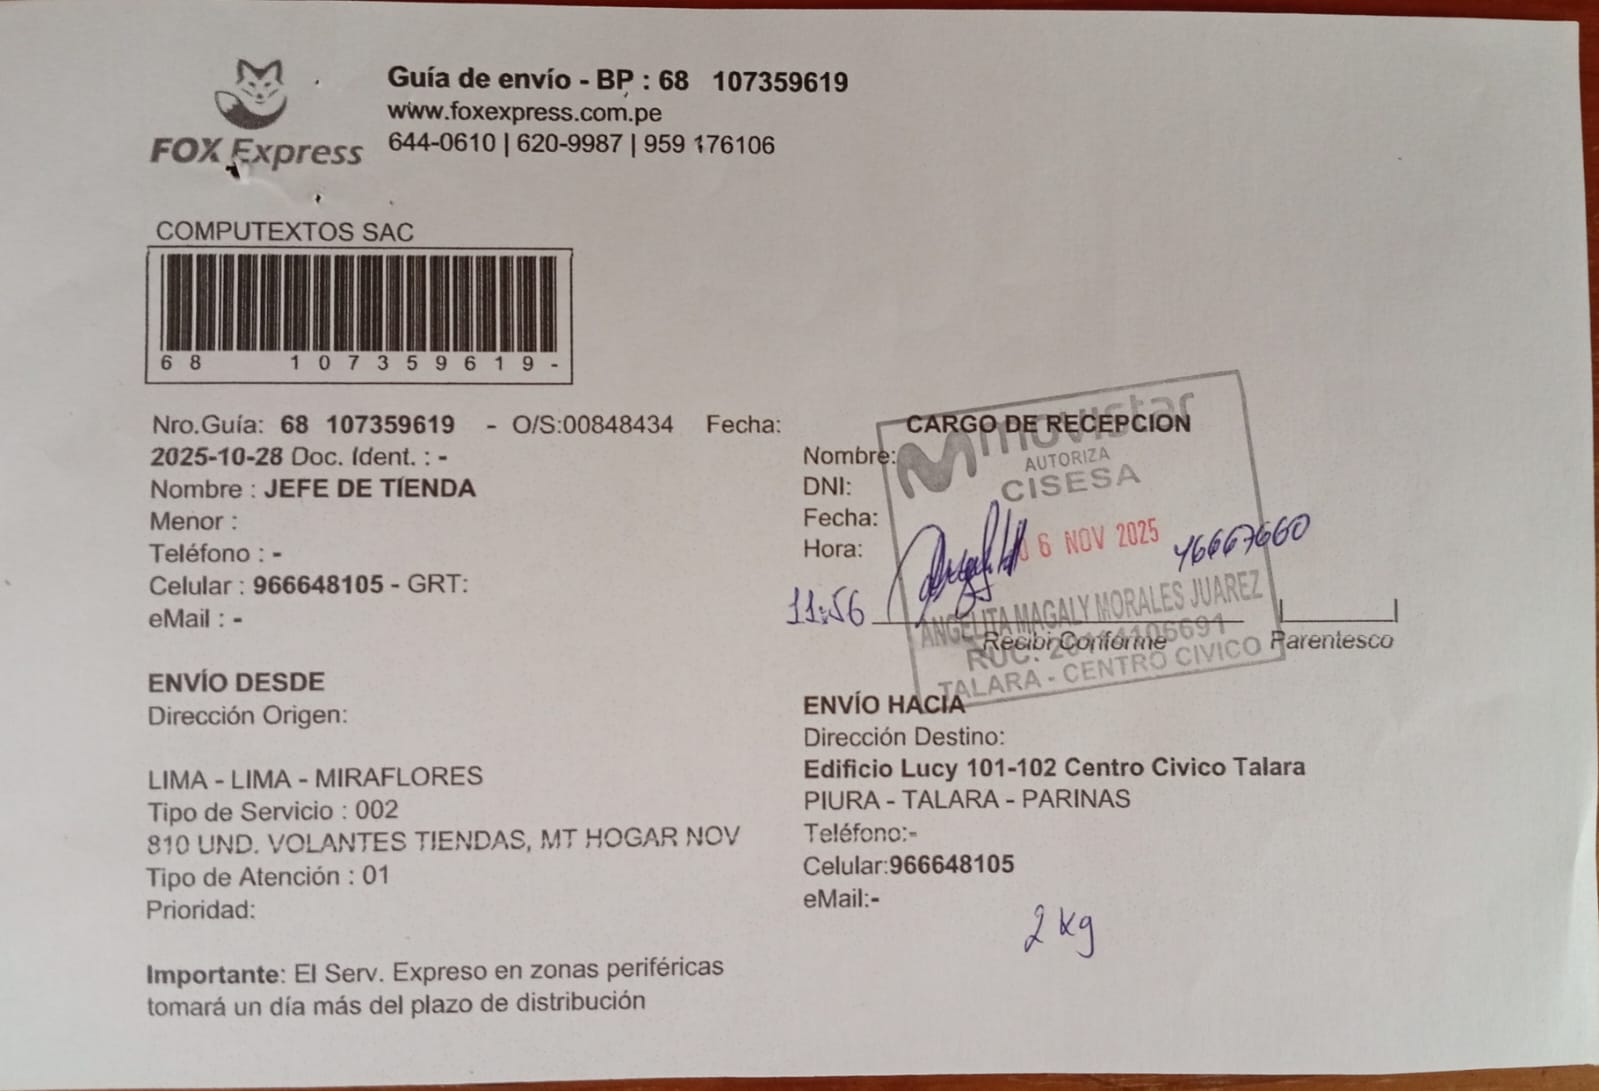 FOX Express
Guía de envío - BP : 68 107359619
www.foxexpress.com.pe
644-0610 | 620-9987 | 959 176106
COMPUTEXTOS SAC
68 107359619-
Nro.Guía: 68 107359619 - O/S:00848434 Fecha:
2025-10-28 Doc. Ident. : -
Nombre : JEFE DE TIENDA
Menor :
Teléfono : -
Celular : 966648105 - GRT:
eMail : -
CARGO DE RECEPCION
Nombre:
DNI:
Fecha:
Hora:
movistar
AUTORIZA
CISESA
6 NOV 2025
46667660
11:56
ANGELITA MAGALY MORALES JUAREZ
RUC:
TALARA - CENTRO CIVICO
Recibi Conforme
Parentesco
ENVÍO DESDE
Dirección Origen:
LIMA - LIMA - MIRAFLORES
Tipo de Servicio : 002
810 UND. VOLANTES TIENDAS, MT HOGAR NOV
Tipo de Atención : 01
Prioridad:
Importante: El Serv. Expreso en zonas periféricas
tomará un día más del plazo de distribución
ENVÍO HACIA
Dirección Destino:
Edificio Lucy 101-102 Centro Civico Talara
PIURA - TALARA - PARINAS
Teléfono:-
Celular:966648105
eMail:-
2 kg